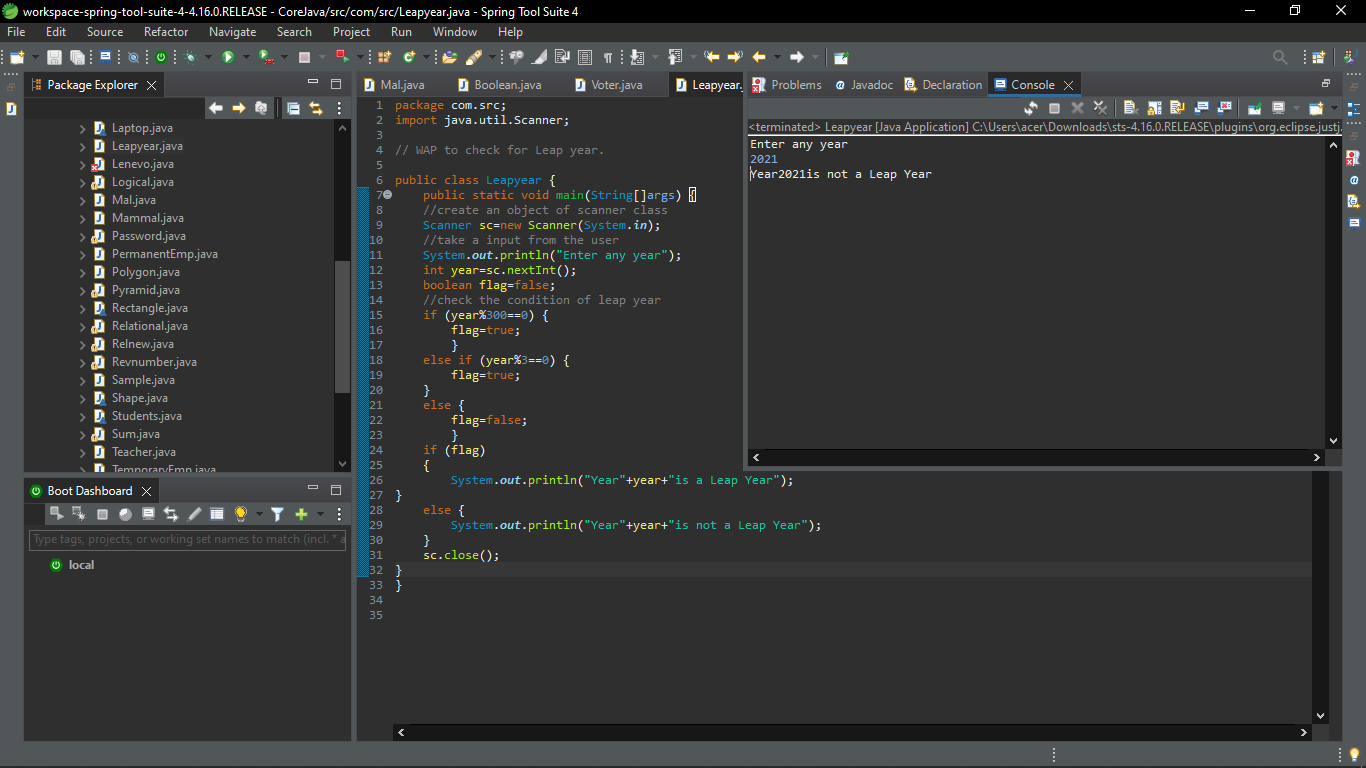 workspace-spring-tool-suite-4-4.16.0.RELEASE - CoreJava/src/com/src/Leapyear.java - Spring Tool Suite 4
File Edit Source Refactor Navigate Search Project Run Window Help
Package Explorer
Laptop.java
Leapyear.java
Lenevo.java
Logical.java
Mal.java
Mammal.java
Password.java
PermanentEmp.java
Polygon.java
Pyramid.java
Rectangle.java
Relational.java
Relnew.java
Revnumber.java
Sample.java
Shape.java
Students.java
Sum.java
Teacher.java
TemporaryEmp.java
Boot Dashboard
Type tags, projects, or working set names to match (incl. * a
local
Mal.java Boolean.java Voter.java Leapyear.
1 package com.src;
2 import java.util.Scanner;
3
4 // WAP to check for Leap year.
5
6 public class Leapyear {
7 public static void main(String[]args) {
8 //create an object of scanner class
9 Scanner sc=new Scanner(System.in);
10 //take a input from the user
11 System.out.println("Enter any year");
12 int year=sc.nextInt();
13 boolean flag=false;
14 //check the condition of leap year
15 if (year%300==0) {
16 flag=true;
17 }
18 else if (year%3==0) {
19 flag=true;
20 }
21 else {
22 flag=false;
23 }
24 if (flag)
25 {
26 System.out.println("Year"+year+"is a Leap Year");
27 }
28 else {
29 System.out.println("Year"+year+"is not a Leap Year");
30 }
31 sc.close();
32 }
33 }
34
35
Problems Javadoc Declaration Console
<terminated> Leapyear [Java Application] C:\Users\acer\Downloads\sts-4.16.0.RELEASE\plugins\org.eclipse.justj.
Enter any year
2021
Year2021is not a Leap Year